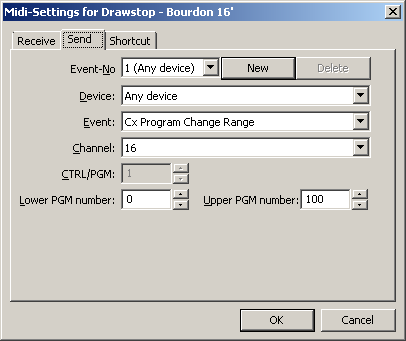 Midi-Settings for Drawstop - Bourdon 16'
Receive Send Shortcut
Event-No 1 (Any device) New Delete
Device: Any device
Event: Cx Program Change Range
Channel: 16
CTRL/PGM: 1
Lower PGM number: 0 Upper PGM number: 100
OK Cancel